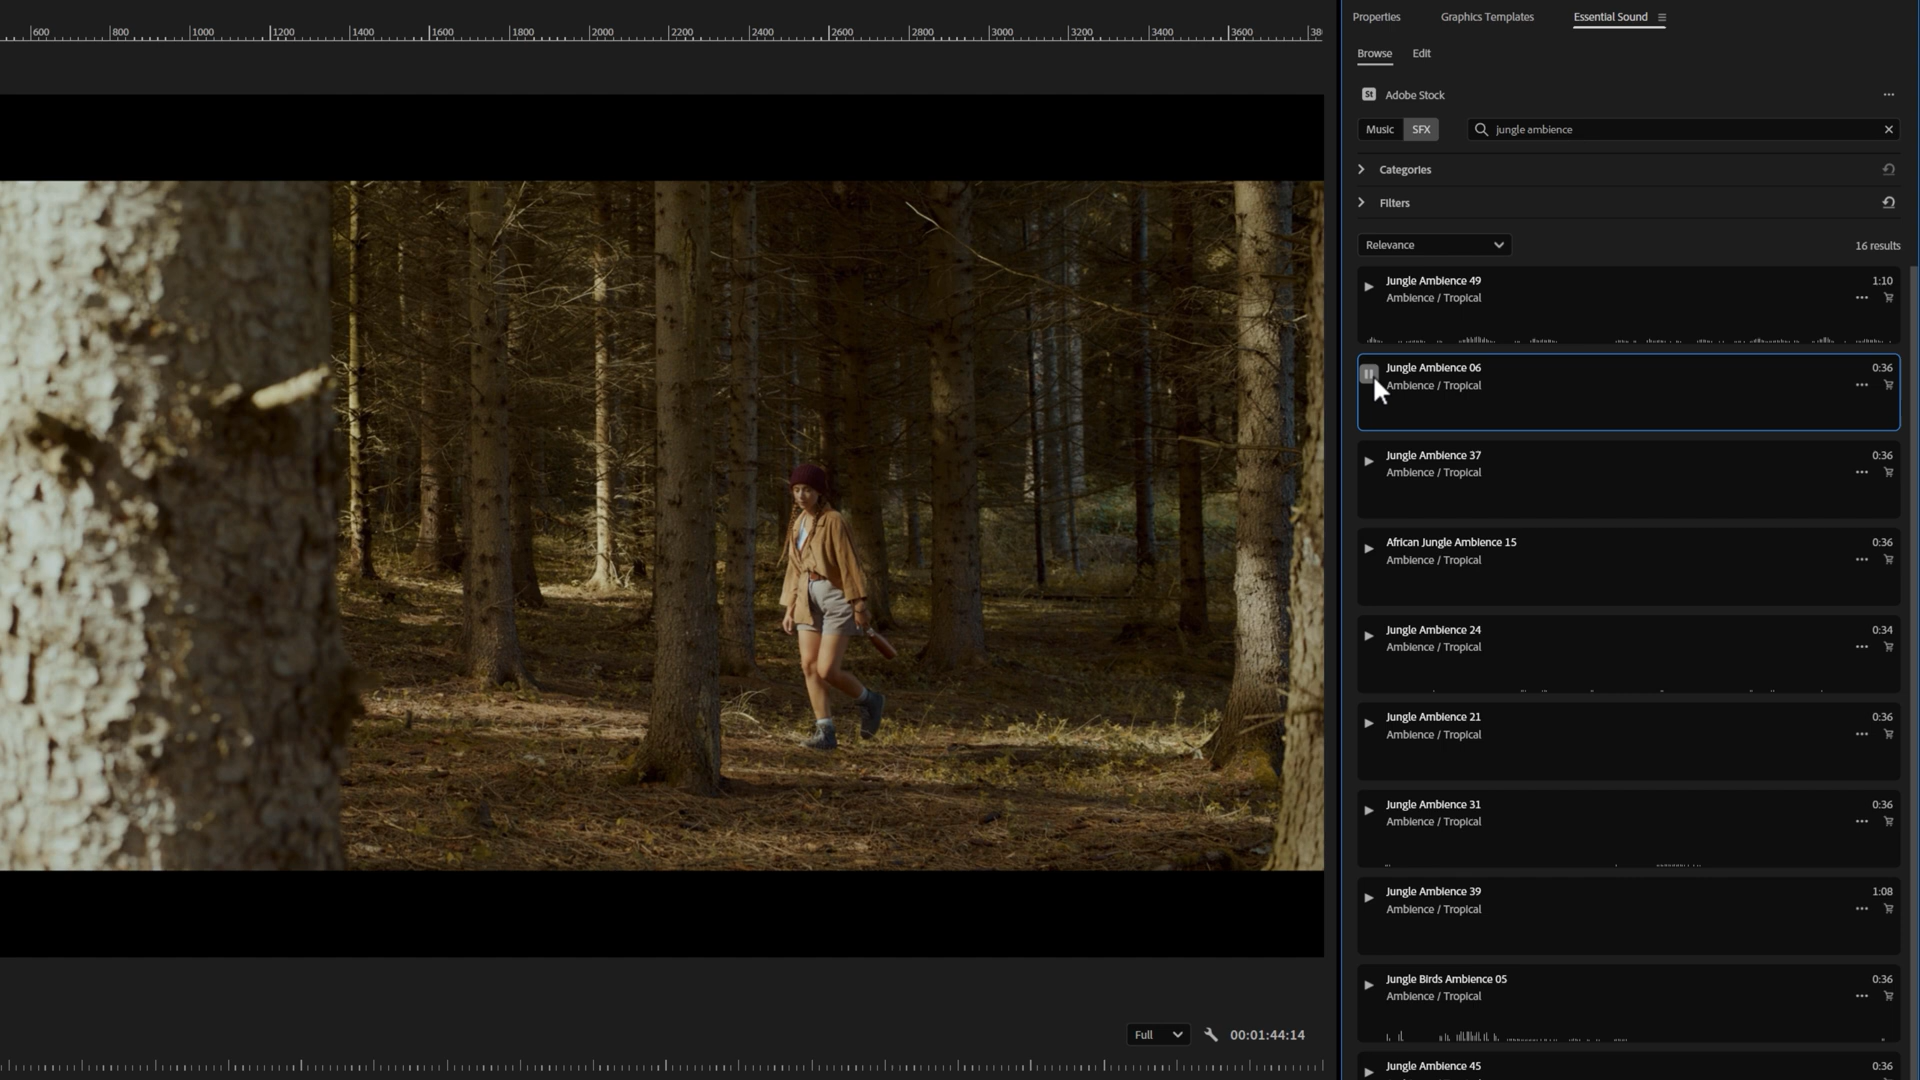 600 800 1000 1200 1400 1600 1800 2000 2200 2400 2600 2800 3000 3200 3400 3600 38
Properties Graphics Templates Essential Sound
Browse Edit
St Adobe Stock
Music SFX jungle ambience
Categories
Filters
Relevance 16 results
Jungle Ambience 49 1:10
Ambience / Tropical
Jungle Ambience 06 0:36
Ambience / Tropical
Jungle Ambience 37 0:36
Ambience / Tropical
African Jungle Ambience 15 0:36
Ambience / Tropical
Jungle Ambience 24 0:34
Ambience / Tropical
Jungle Ambience 21 0:36
Ambience / Tropical
Jungle Ambience 31 0:36
Ambience / Tropical
Jungle Ambience 39 1:08
Ambience / Tropical
Jungle Birds Ambience 05 0:36
Ambience / Tropical
Jungle Ambience 45 0:36
Full 00:01:44:14